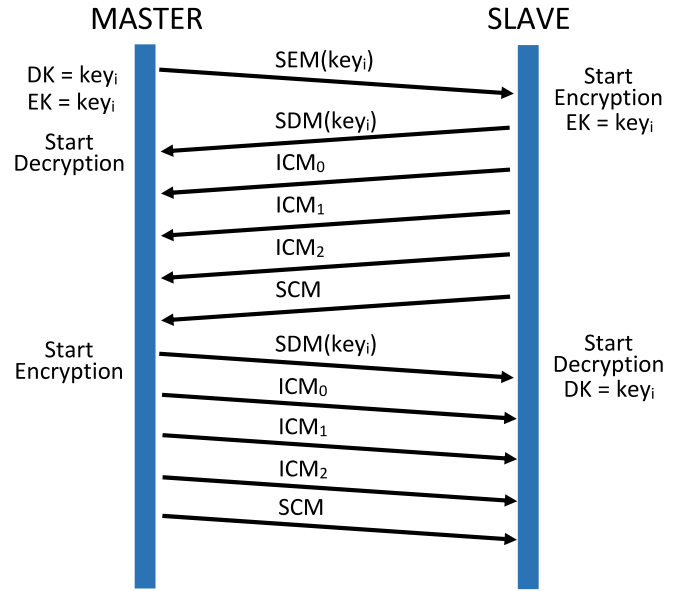 MASTER
SLAVE
SEM(keyᵢ)
DK = keyᵢ
EK = keyᵢ
Start
Encryption
EK = keyᵢ
SDM(keyᵢ)
Start
Decryption
ICM₀
ICM₁
ICM₂
SCM
SDM(keyᵢ)
Start
Encryption
Start
Decryption
DK = keyᵢ
ICM₀
ICM₁
ICM₂
SCM